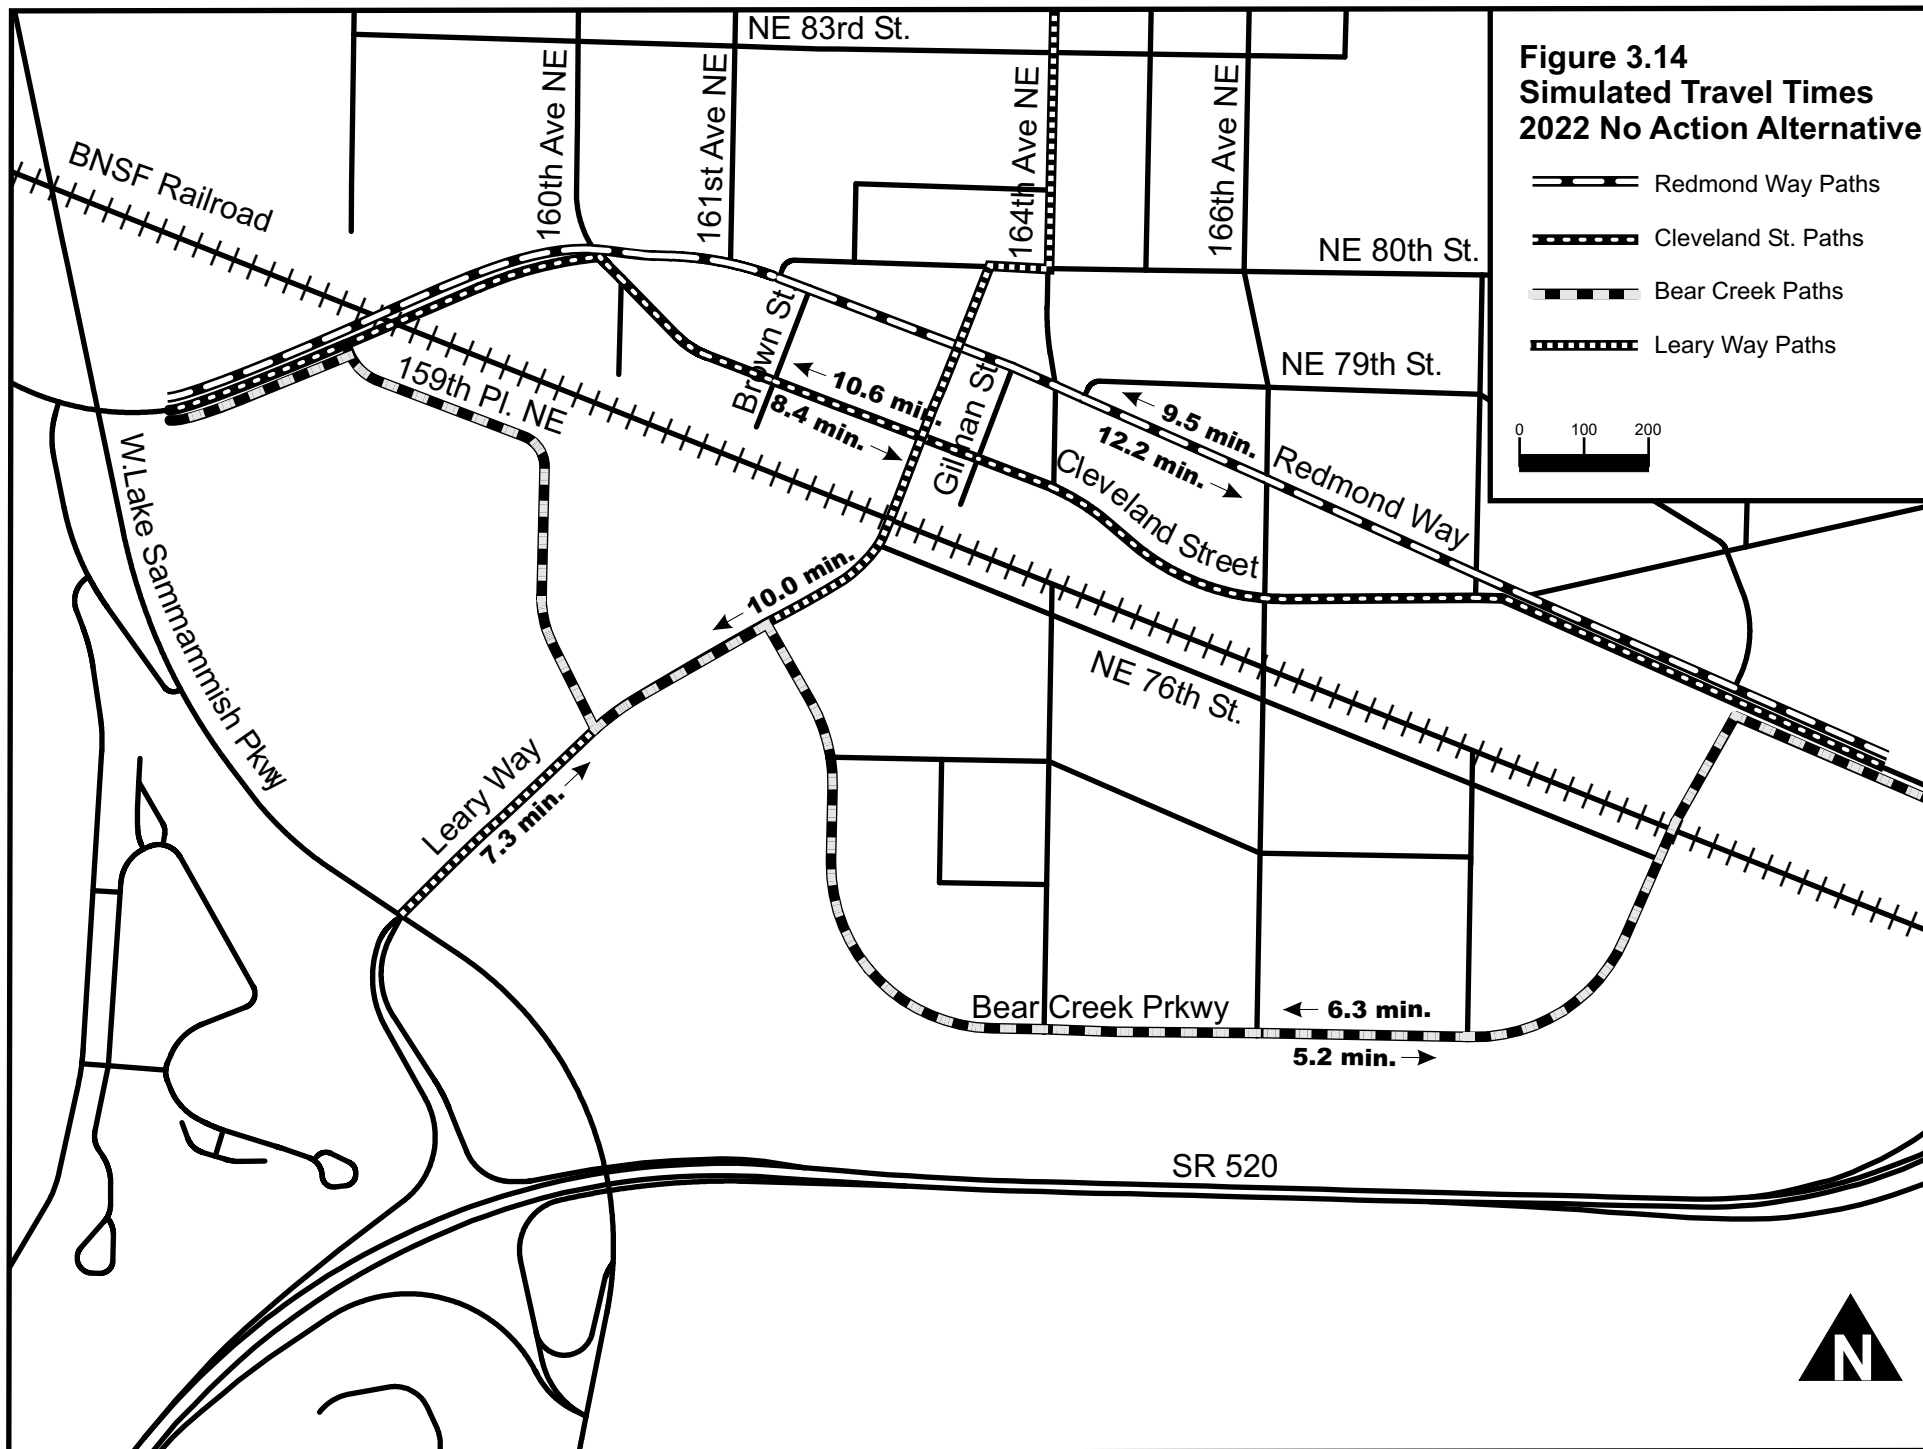 NE 83rd St.
Figure 3.14
Simulated Travel Times
2022 No Action Alternative
Redmond Way Paths
Cleveland St. Paths
Bear Creek Paths
Leary Way Paths
0 100 200
160th Ave NE
161st Ave NE
164th Ave NE
166th Ave NE
BNSF Railroad
NE 80th St.
Brown St.
NE 79th St.
159th Pl. NE
10.6 min.
8.4 min.
Gilman St.
9.5 min.
12.2 min.
Redmond Way
Cleveland Street
W.Lake Sammammish Pkwy
10.0 min.
NE 76th St.
Leary Way
7.3 min.
Bear Creek Prkwy
6.3 min.
5.2 min.
SR 520
N